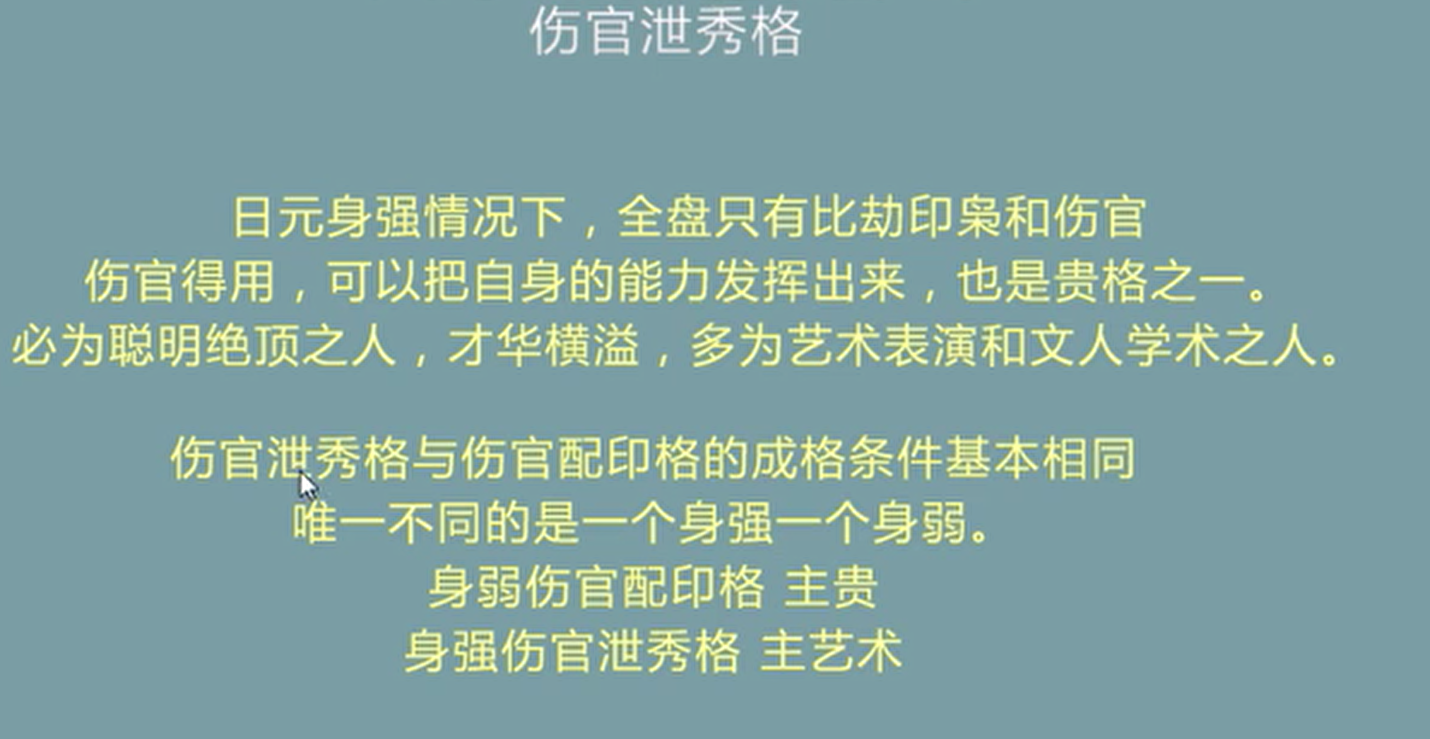 伤官泄秀格
日元身强情况下，全盘只有比劫印枭和伤官
伤官得用，可以把自身的能力发挥出来，也是贵格之一。
必为聪明绝顶之人，才华横溢，多为艺术表演和文人学术之人。
伤官泄秀格与伤官配印格的成格条件基本相同
唯一不同的是一个身强一个身弱。
身弱伤官配印格 主贵
身强伤官泄秀格 主艺术